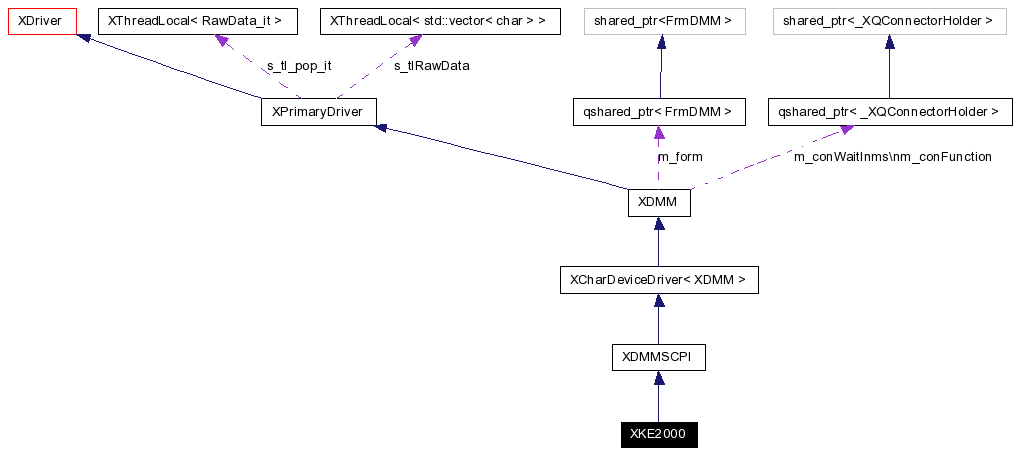 XDriver
XThreadLocal< RawData_it >
XThreadLocal< std::vector< char > >
shared_ptr<FrmDMM >
shared_ptr<_XQConnectorHolder >
s_tl_pop_it
s_tlRawData
XPrimaryDriver
qshared_ptr< FrmDMM >
qshared_ptr< _XQConnectorHolder >
m_form
m_conWaitInms\nm_conFunction
XDMM
XCharDeviceDriver< XDMM >
XDMMSCPI
XKE2000